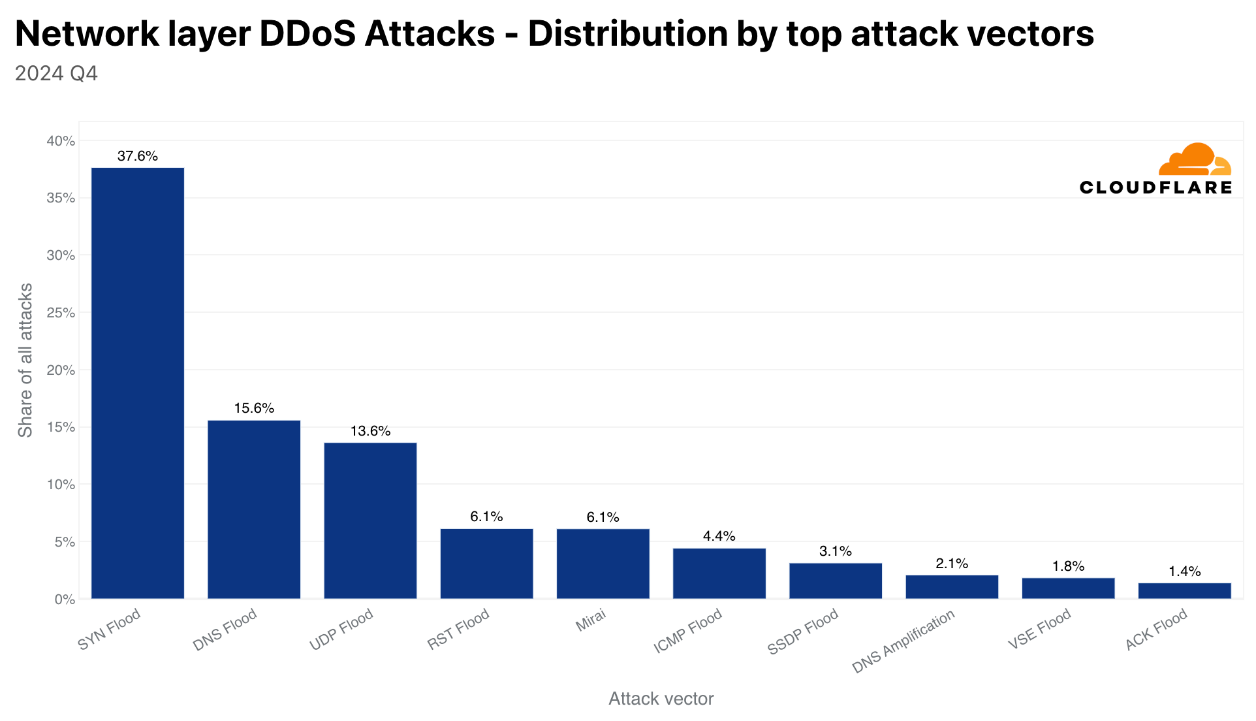 Network layer DDoS Attacks - Distribution by top attack vectors
2024 Q4
CLOUDFLARE
Share of all attacks
40%
35%
30%
25%
20%
15%
10%
5%
0%
37.6%
15.6%
13.6%
6.1%
6.1%
4.4%
3.1%
2.1%
1.8%
1.4%
SYN Flood
DNS Flood
UDP Flood
RST Flood
Mirai
ICMP Flood
SSDP Flood
DNS Amplification
VSE Flood
ACK Flood
Attack vector